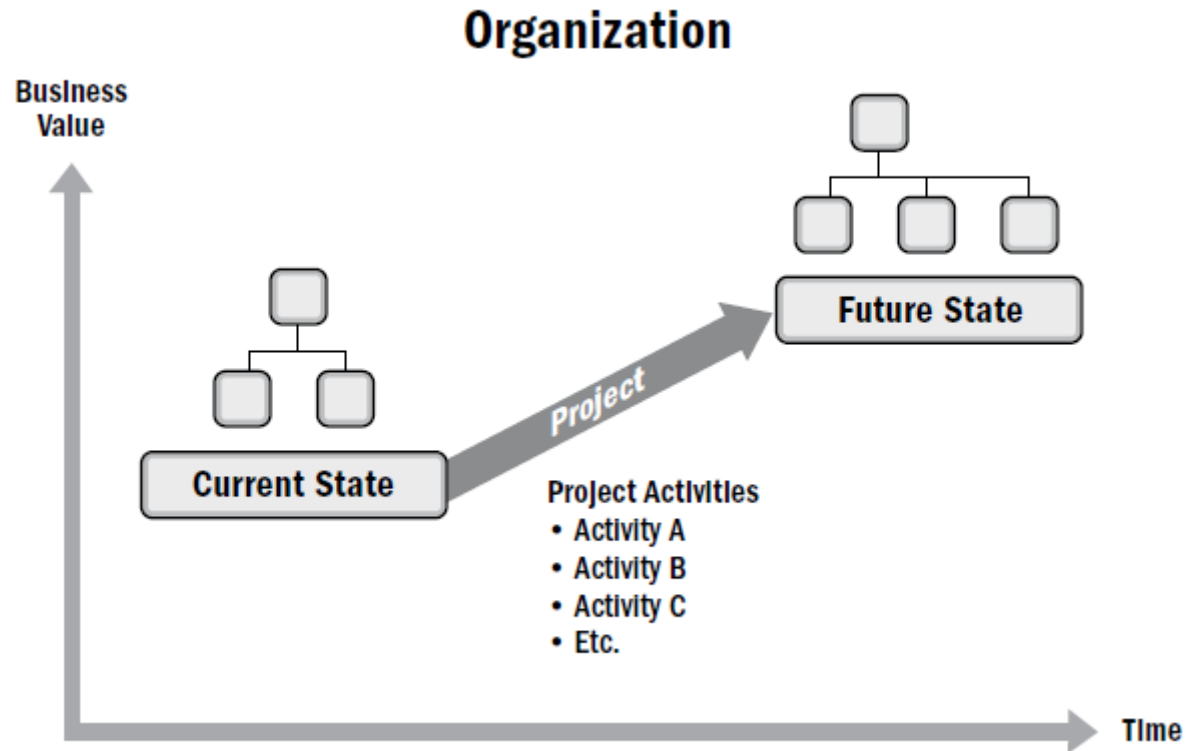 Organization
Business
Value
Future State
Project
Current State
Project Activities
• Activity A
• Activity B
• Activity C
• Etc.
Time